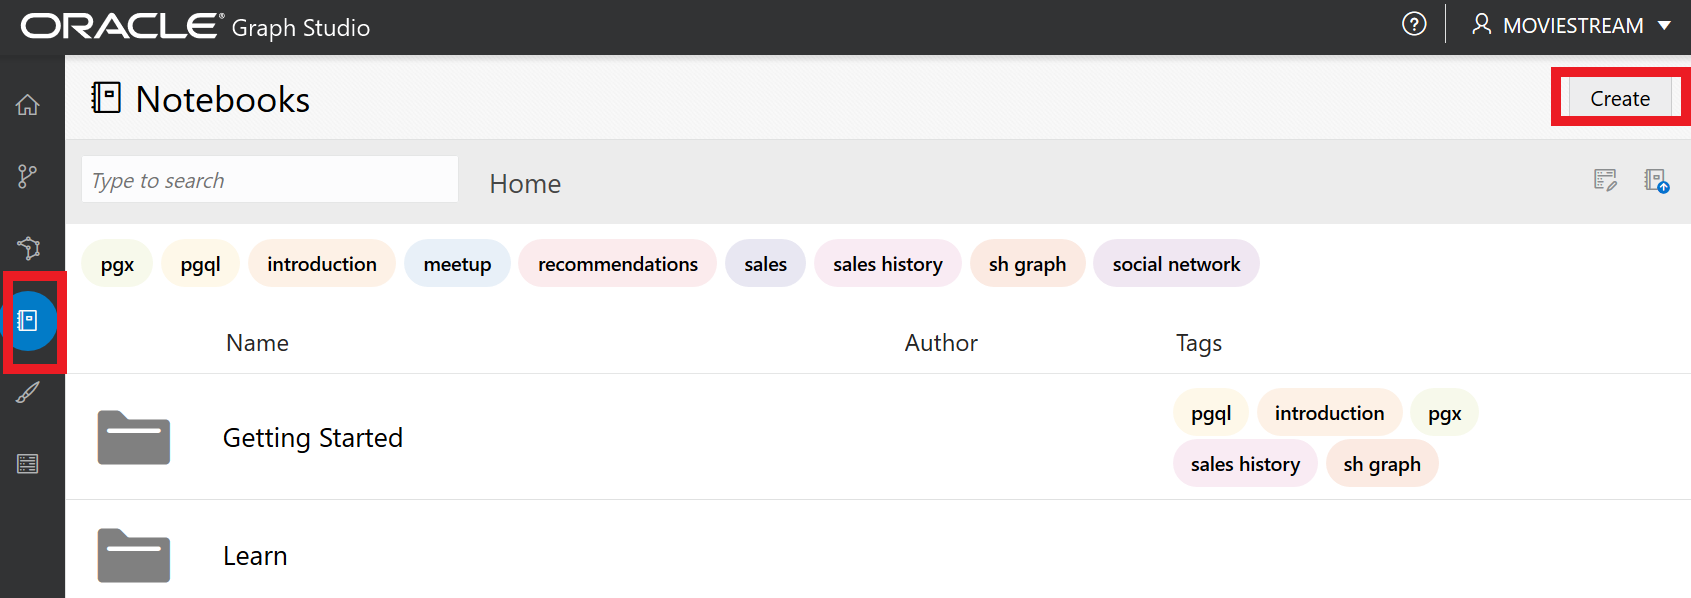 ORACLE® Graph Studio
? MOVIESTREAM
Notebooks
Create
Type to search
Home
pgx pgql introduction meetup recommendations sales sales history sh graph social network
Name Author Tags
Getting Started
pgql introduction pgx
sales history sh graph
Learn